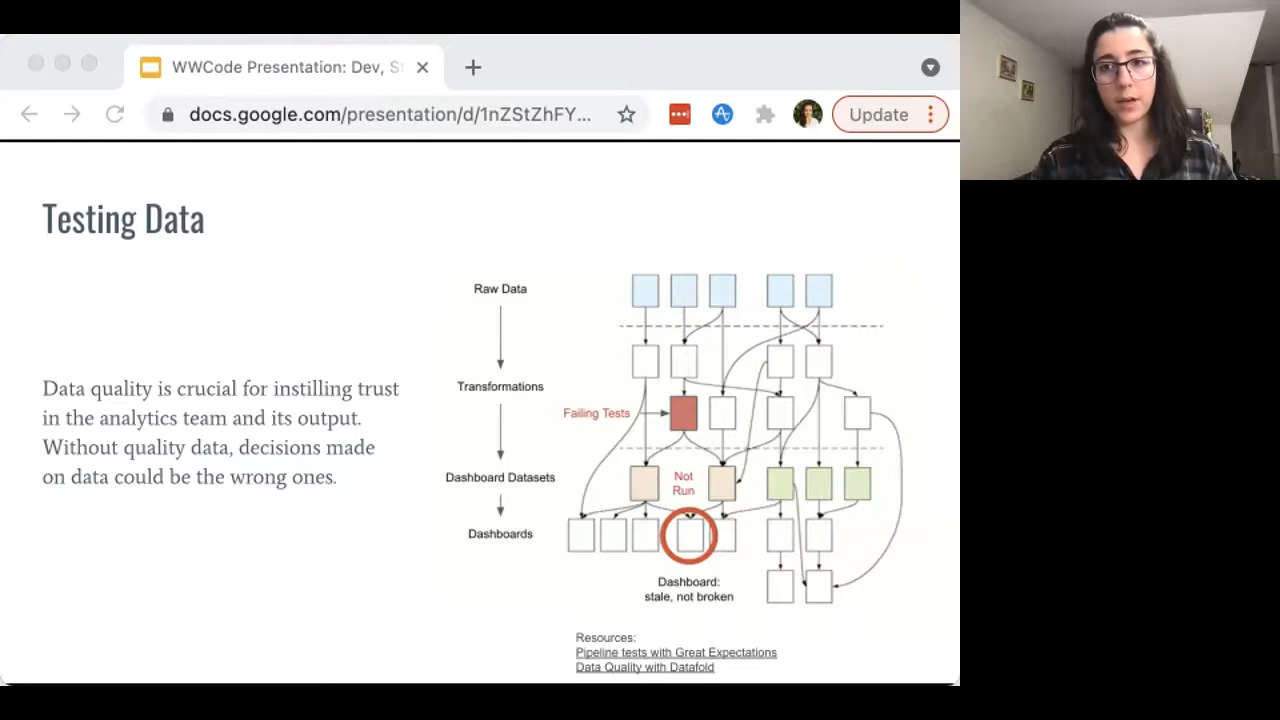 WWCode Presentation: Dev, S
docs.google.com/presentation/d/1nZStZhFY...
Update
Testing Data
Data quality is crucial for instilling trust
in the analytics team and its output.
Without quality data, decisions made
on data could be the wrong ones.
Raw Data
Transformations
Failing Tests
Dashboard Datasets
Not
Run
Dashboards
Dashboard:
stale, not broken
Resources:
Pipeline tests with Great Expectations
Data Quality with Datafold